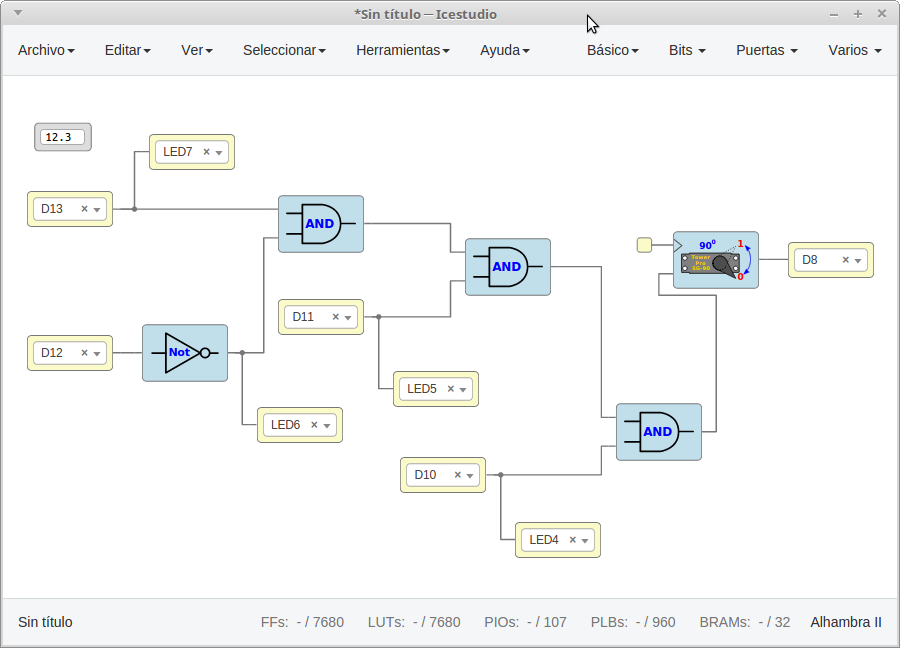 *Sin título — Icestudio
Archivo Editar Ver Seleccionar Herramientas Ayuda Básico Bits Puertas Varios
12.3
LED7
D13
AND
AND
90º 1
Tower
Pro
SG-90
0
D8
D11
D12
Not
LED5
LED6
AND
D10
LED4
Sin título FFs: - / 7680 LUTs: - / 7680 PIOs: - / 107 PLBs: - / 960 BRAMs: - / 32 Alhambra II